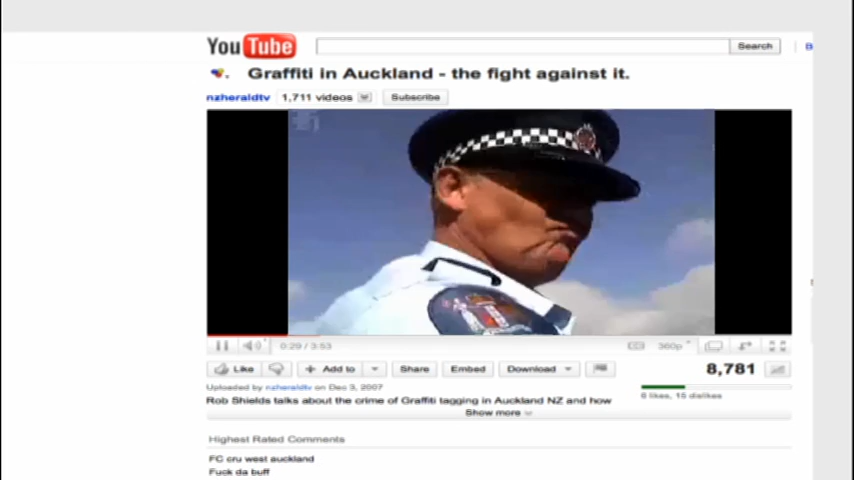 You Tube
Search
B
Graffiti in Auckland - the fight against it.
nzheraldtv 1,711 videos Subscribe
0:29 / 3:53 360p
Like Add to Share Embed Download 8,781
Uploaded by nzheraldtv on Dec 3, 2007
6 likes, 15 dislikes
Rob Shields talks about the crime of Graffiti tagging in Auckland NZ and how
Show more
Highest Rated Comments
FC cru west auckland
Fuck da buff